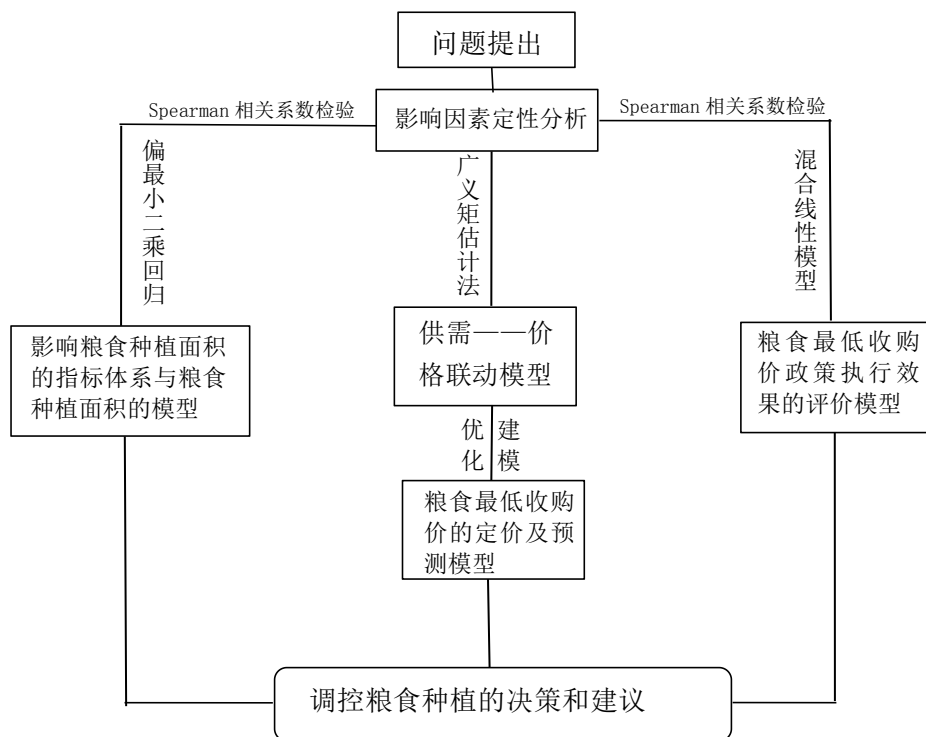 问题提出
Spearman 相关系数检验
影响因素定性分析
Spearman 相关系数检验
偏最小二乘回归
广义矩估计法
混合线性模型
影响粮食种植面积
的指标体系与粮食
种植面积的模型
供需——价
格联动模型
粮食最低收购
价政策执行效
果的评价模型
优化
建模
粮食最低收购
价的定价及预
测模型
调控粮食种植的决策和建议